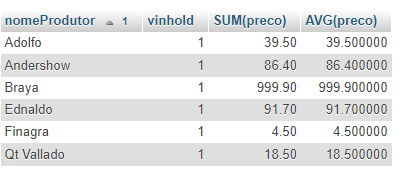 nomeProdutor 1 vinhoId SUM(preco) AVG(preco)
Adolfo 1 39.50 39.500000
Andershow 1 86.40 86.400000
Braya 1 999.90 999.900000
Ednaldo 1 91.70 91.700000
Finagra 1 4.50 4.500000
Qt Vallado 1 18.50 18.500000